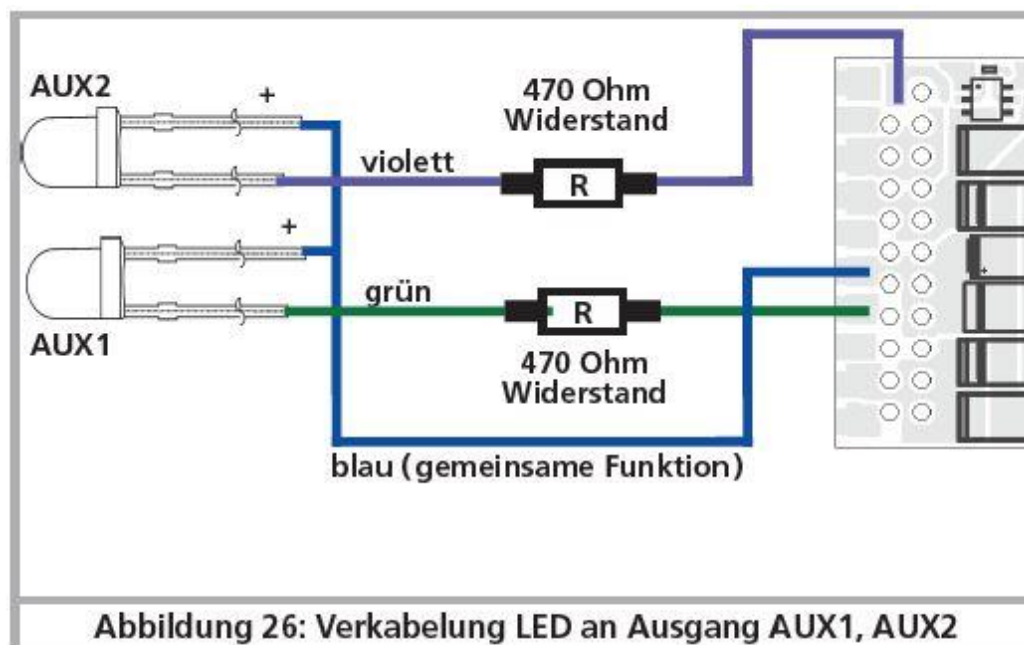 AUX2
+
470 Ohm
Widerstand
violett
R
+
grün
R
AUX1
470 Ohm
Widerstand
blau (gemeinsame Funktion)
+
Abbildung 26: Verkabelung LED an Ausgang AUX1, AUX2